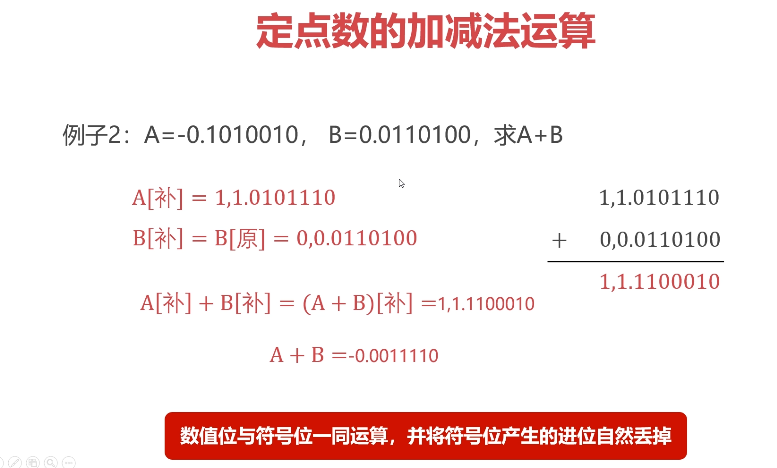 定点数的加减法运算
例子2：A=-0.1010010， B=0.0110100，求A+B
A[补] = 1,1.0101110
B[补] = B[原] = 0,0.0110100
A[补] + B[补] = (A + B)[补] =1,1.1100010
A + B =-0.0011110
1,1.0101110
+ 0,0.0110100
1,1.1100010
数值位与符号位一同运算，并将符号位产生的进位自然丢掉